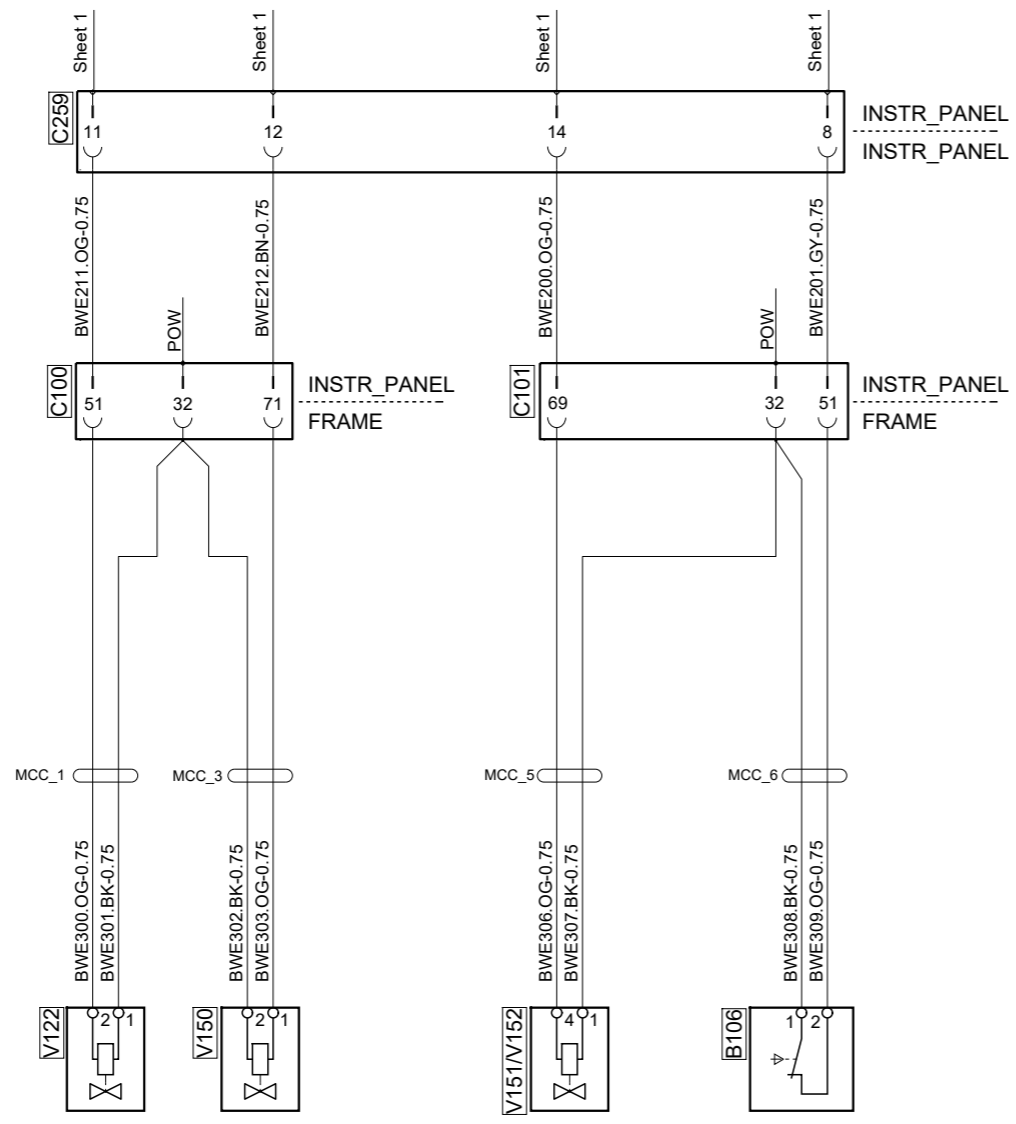 Sheet 1
Sheet 1
Sheet 1
Sheet 1
C259
11
12
14
8
INSTR_PANEL
INSTR_PANEL
BWE211.OG-0.75
BWE212.BN-0.75
BWE200.OG-0.75
BWE201.GY-0.75
POW
POW
C100
51
32
71
INSTR_PANEL
FRAME
C101
69
32
51
INSTR_PANEL
FRAME
MCC_1
MCC_3
MCC_5
MCC_6
BWE300.OG-0.75
BWE301.BK-0.75
BWE302.BK-0.75
BWE303.OG-0.75
BWE306.OG-0.75
BWE307.BK-0.75
BWE308.BK-0.75
BWE309.OG-0.75
V122
2
1
V150
2
1
V151/V152
4
1
B106
1
2